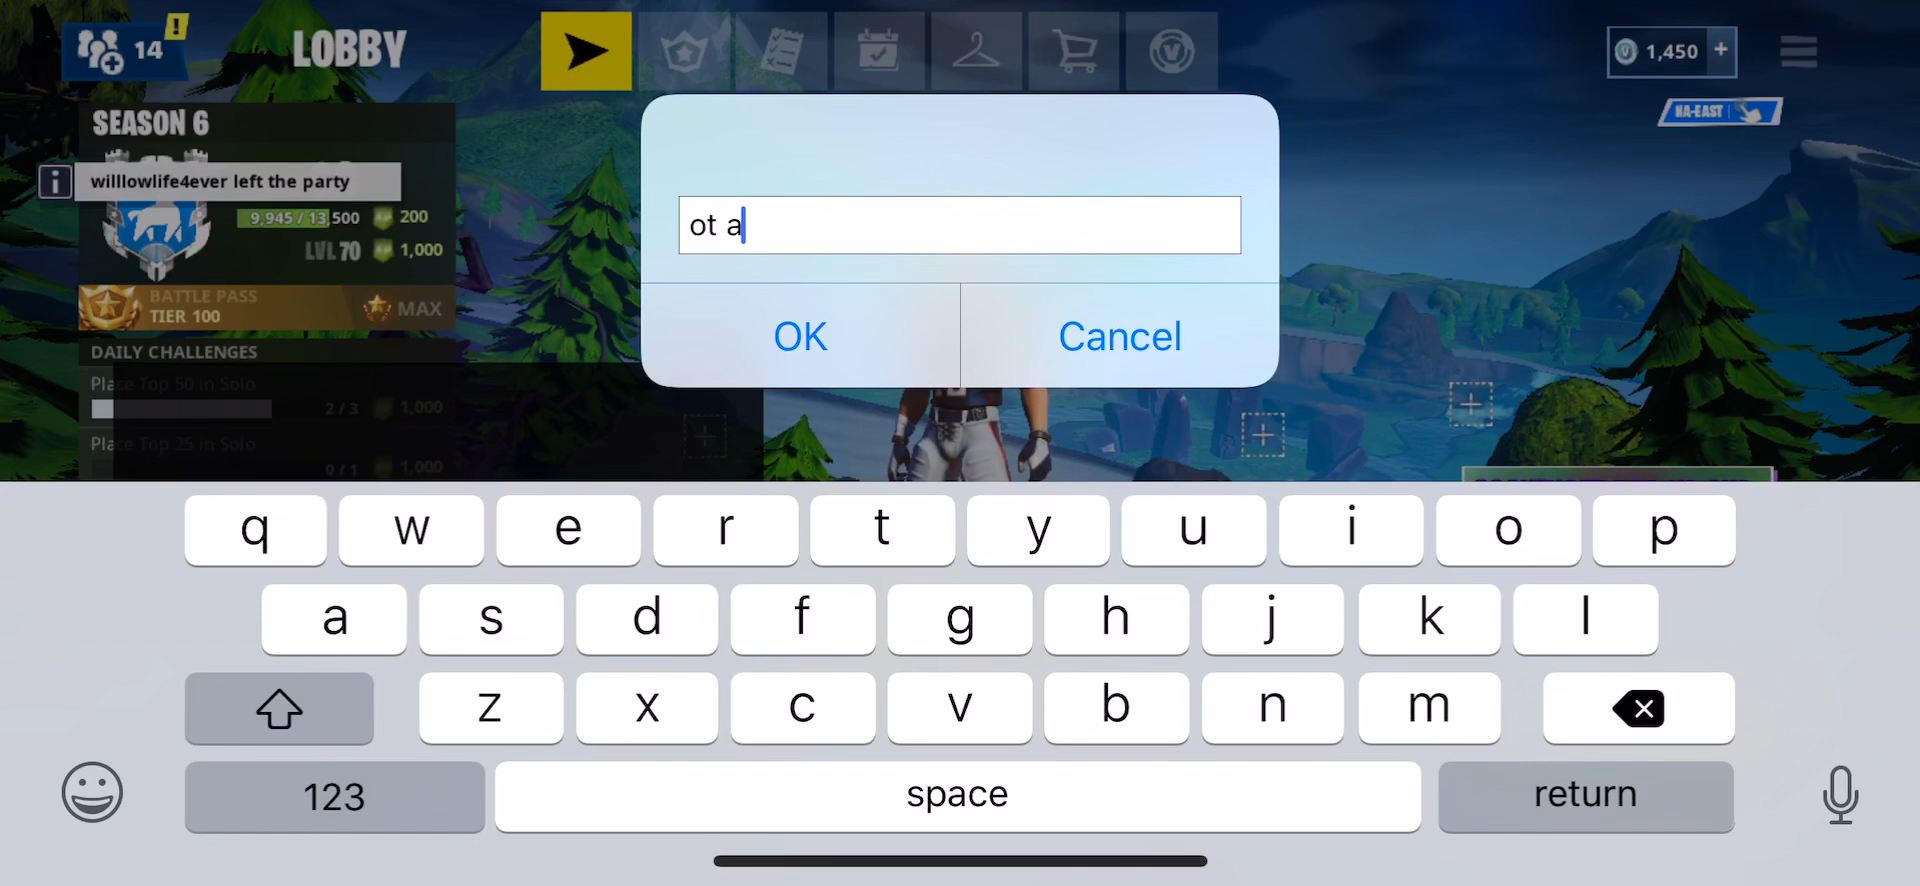 14
!
LOBBY
1,450 +
NA-EAST
SEASON 6
i
willlowlife4ever left the party
9,945 / 13,500
200
LVL 70
1,000
BATTLE PASS
TIER 100
MAX
DAILY CHALLENGES
Place Top 50 in Solo
2 / 3
1,000
Place Top 25 in Solo
0 / 1
1,000
ot a
OK
Cancel
q w e r t y u i o p
a s d f g h j k l
z x c v b n m
123
space
return